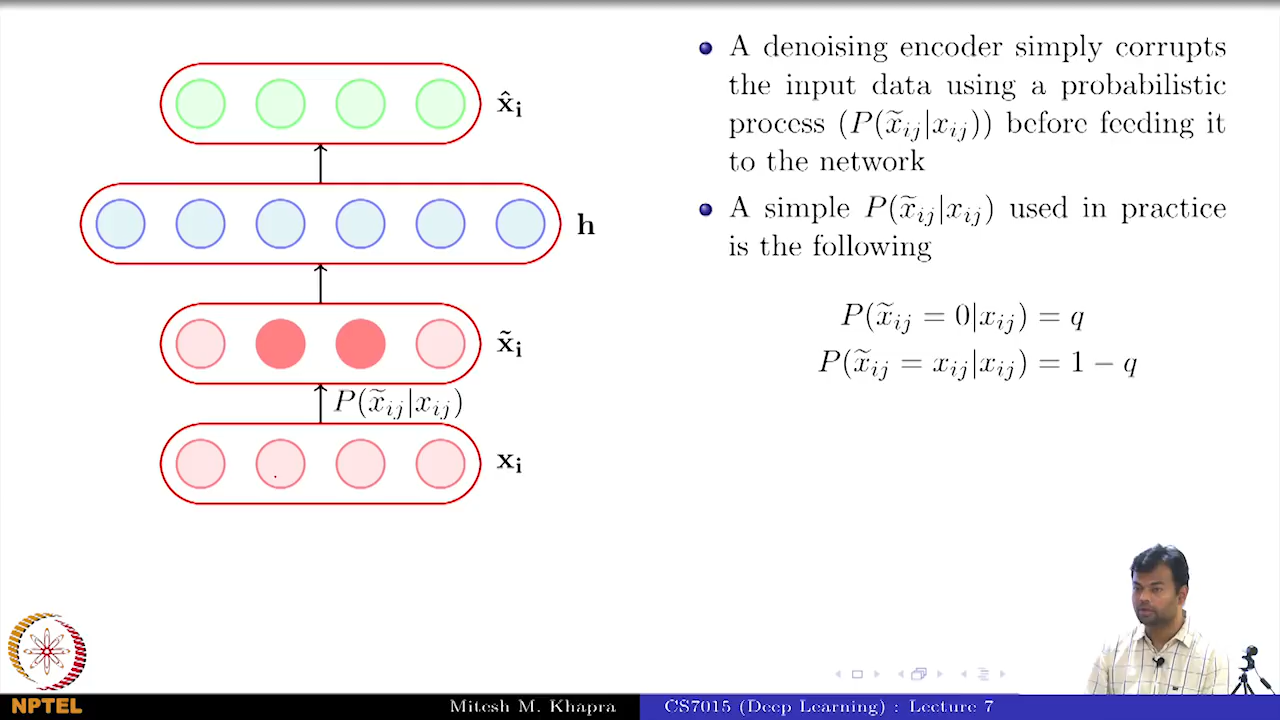 x̂ᵢ
h
x̃ᵢ
P(x̃ᵢⱼ|xᵢⱼ)
xᵢ
A denoising encoder simply corrupts
the input data using a probabilistic
process (P(x̃ᵢⱼ|xᵢⱼ)) before feeding it
to the network
A simple P(x̃ᵢⱼ|xᵢⱼ) used in practice
is the following
P(x̃ᵢⱼ = 0|xᵢⱼ) = q
P(x̃ᵢⱼ = xᵢⱼ|xᵢⱼ) = 1 − q
NPTEL
Mitesh M. Khapra
CS7015 (Deep Learning) : Lecture 7